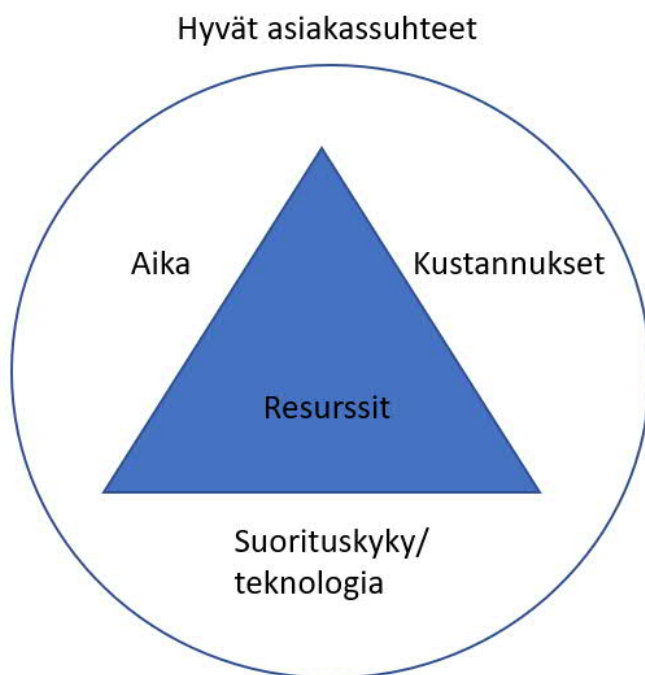 Hyvät asiakassuhteet
Aika
Kustannukset
Resurssit
Suorituskyky/
teknologia